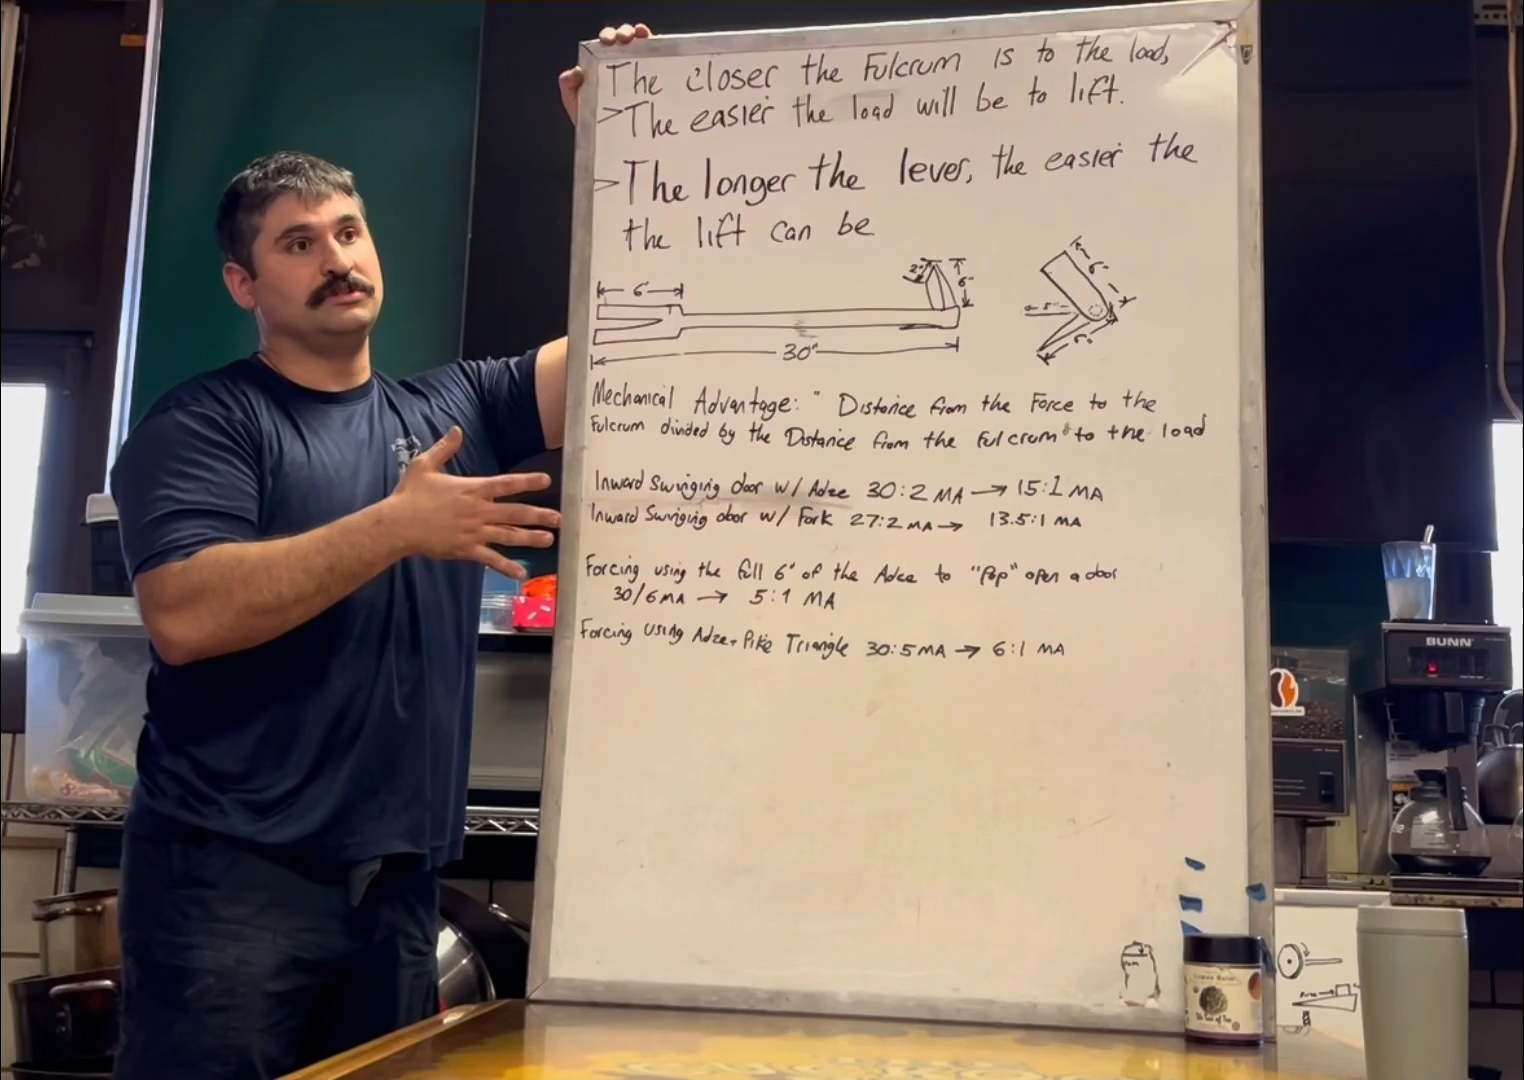 The closer the Fulcrum is to the load,
> The easier the load will be to lift.
> The longer the lever, the easier the
the lift can be
6"
2"
6"
30"
6"
5"
6"
Mechanical Advantage: " Distance from the Force to the
Fulcrum divided by the Distance from the Fulcrum" to the load
Inward Swinging door w/ Adze 30:2 MA → 15:1 MA
Inward Swinging door w/ Fork 27:2 MA → 13.5:1 MA
Forcing using the full 6" of the Adze to "Pop" open a door
30/6 MA → 5:1 MA
Forcing Using Adze + Pike Triangle 30:5 MA → 6:1 MA
BUNN